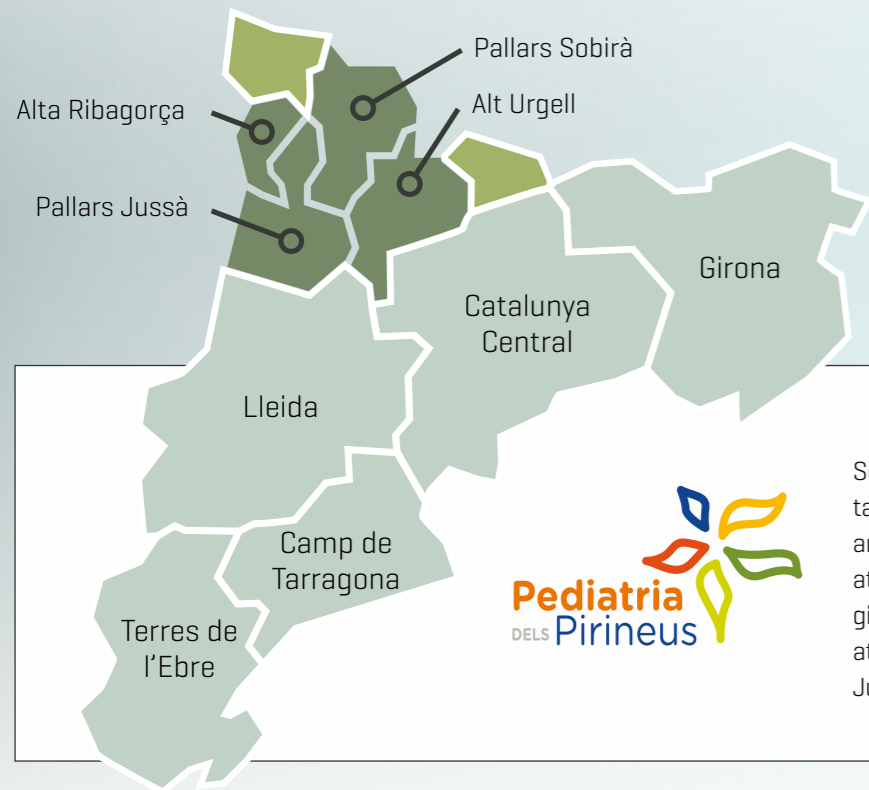 Pallars Sobirà
Alta Ribagorça
Alt Urgell
Pallars Jussà
Girona
Catalunya
Central
Lleida
Camp de
Tarragona
Terres de
l'Ebre
Pediatria
DELS Pirineus